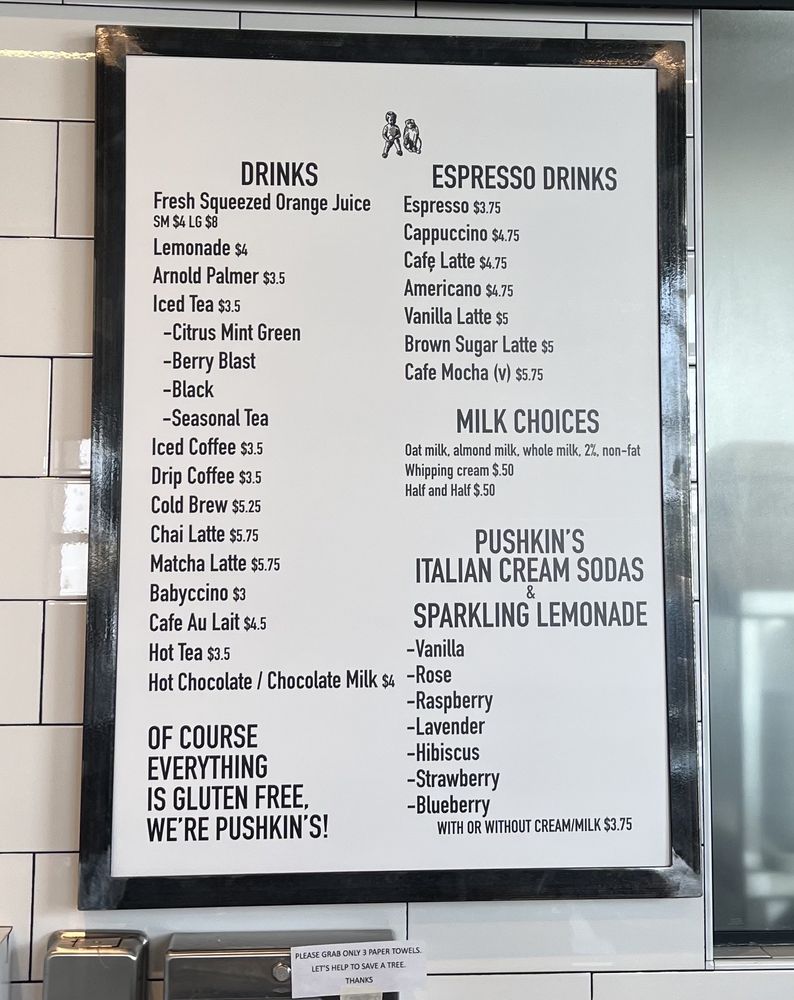 DRINKS
Fresh Squeezed Orange Juice
SM $4 LG $8
Lemonade $4
Arnold Palmer $3.5
Iced Tea $3.5
-Citrus Mint Green
-Berry Blast
-Black
-Seasonal Tea
Iced Coffee $3.5
Drip Coffee $3.5
Cold Brew $5.25
Chai Latte $5.75
Matcha Latte $5.75
Babyccino $3
Cafe Au Lait $4.5
Hot Tea $3.5
Hot Chocolate / Chocolate Milk $4
OF COURSE
EVERYTHING
IS GLUTEN FREE,
WE'RE PUSHKIN'S!
ESPRESSO DRINKS
Espresso $3.75
Cappuccino $4.75
Cafę Latte $4.75
Americano $4.75
Vanilla Latte $5
Brown Sugar Latte $5
Cafe Mocha (v) $5.75
MILK CHOICES
Oat milk, almond milk, whole milk, 2%, non-fat
Whipping cream $.50
Half and Half $.50
PUSHKIN'S
ITALIAN CREAM SODAS
&
SPARKLING LEMONADE
-Vanilla
-Rose
-Raspberry
-Lavender
-Hibiscus
-Strawberry
-Blueberry
WITH OR WITHOUT CREAM/MILK $3.75
PLEASE GRAB ONLY 3 PAPER TOWELS.
LET'S HELP TO SAVE A TREE.
THANKS